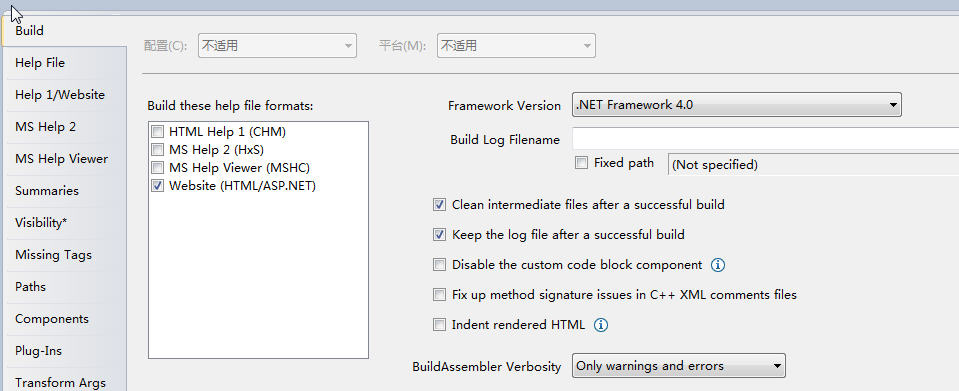 Build
Help File
Help 1/Website
MS Help 2
MS Help Viewer
Summaries
Visibility*
Missing Tags
Paths
Components
Plug-Ins
Transform Args
配置(C): 不适用 平台(M): 不适用
Build these help file formats:
HTML Help 1 (CHM)
MS Help 2 (HxS)
MS Help Viewer (MSHC)
Website (HTML/ASP.NET)
Framework Version .NET Framework 4.0
Build Log Filename
Fixed path (Not specified)
Clean intermediate files after a successful build
Keep the log file after a successful build
Disable the custom code block component
Fix up method signature issues in C++ XML comments files
Indent rendered HTML
BuildAssembler Verbosity Only warnings and errors